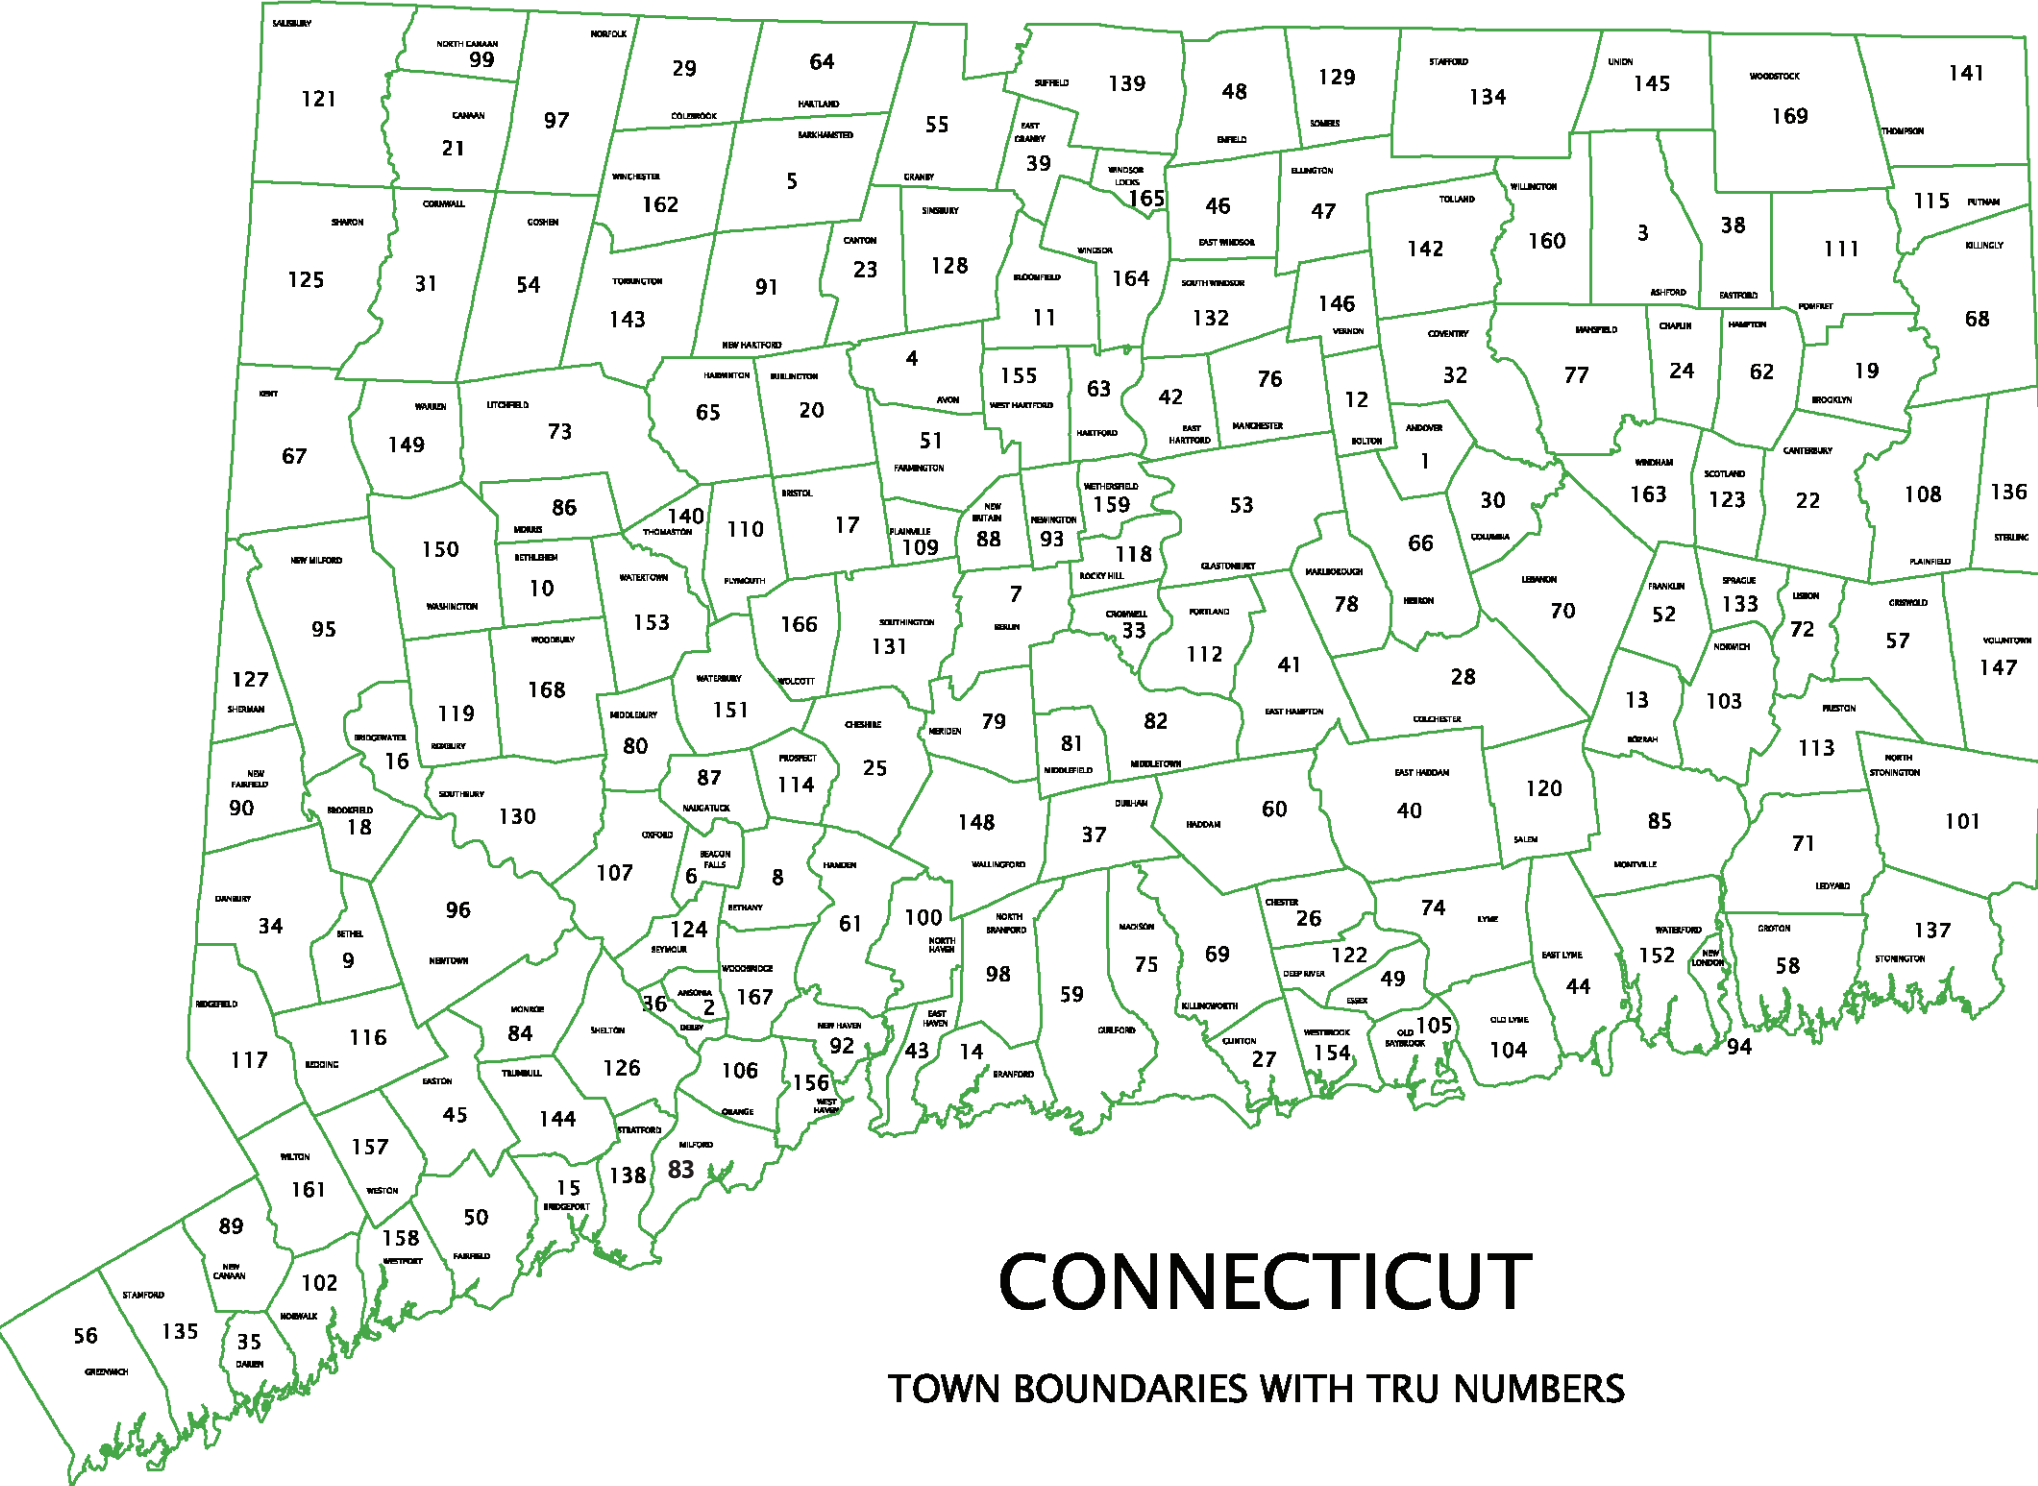 SALISBURY
121
NORTH CANAAN
99
CANAAN
21
NORFOLK
97
29
COLEBROOK
64
HARTLAND
BARKHAMSTED
5
WINCHESTER
162
55
GRANBY
SUFFIELD
139
EAST
GRANBY
39
WINDSOR
LOCKS
165
48
ENFIELD
129
SOMERS
STAFFORD
134
UNION
145
WOODSTOCK
169
141
THOMPSON
115 PUTNAM
SHARON
125
CORNWALL
31
GOSHEN
54
TORRINGTON
143
91
NEW HARTFORD
CANTON
23
SIMSBURY
128
BLOOMFIELD
11
WINDSOR
164
46
EAST WINDSOR
ELLINGTON
47
SOUTH WINDSOR
132
146
VERNON
TOLLAND
142
WILLINGTON
160
3
ASHFORD
38
EASTFORD
111
POMFRET
KILLINGLY
68
KENT
67
WARREN
149
LITCHFIELD
73
HARWINTON
65
BURLINGTON
20
4
AVON
51
FARMINGTON
155
WEST HARTFORD
63
HARTFORD
42
EAST
HARTFORD
76
MANCHESTER
12
BOLTON
COVENTRY
32
ANDOVER
1
MANSFIELD
77
CHAPLIN
24
HAMPTON
62
19
BROOKLYN
CANTERBURY
22
WINDHAM
163
SCOTLAND
123
108
PLAINFIELD
136
STERLING
86
MORRIS
140
THOMASTON
110
PLYMOUTH
BRISTOL
17
PLAINVILLE
109
NEW
BRITAIN
88
NEWINGTON
93
WETHERSFIELD
159
118
ROCKY HILL
53
GLASTONBURY
MARLBOROUGH
78
66
HEBRON
30
COLUMBIA
LEBANON
70
FRANKLIN
52
SPRAGUE
133
LISBON
72
GRISWOLD
57
VOLUNTOWN
147
NEW MILFORD
95
150
WASHINGTON
BETHLEHEM
10
WATERTOWN
153
WOODBURY
168
166
WOLCOTT
SOUTHINGTON
131
7
BERLIN
CROMWELL
33
PORTLAND
112
41
EAST HAMPTON
28
COLCHESTER
13
BOZRAH
NORWICH
103
PRESTON
113
NORTH
STONINGTON
101
127
SHERMAN
BRIDGEWATER
16
119
ROXBURY
MIDDLEBURY
80
WATERBURY
151
87
NAUGATUCK
PROSPECT
114
CHESHIRE
25
MERIDEN
79
81
MIDDLEFIELD
82
MIDDLETOWN
NEW
FAIRFIELD
90
BROOKFIELD
18
SOUTHBURY
130
OXFORD
107
BEACON
FALLS
6
8
BETHANY
HAMDEN
61
148
WALLINGFORD
DURHAM
37
HADDAM
60
EAST HADDAM
40
120
SALEM
85
MONTVILLE
71
LEDYARD
DANBURY
34
BETHEL
9
96
NEWTOWN
124
SEYMOUR
WOODBRIDGE
167
100
NORTH
HAVEN
NORTH
BRANFORD
98
59
GUILFORD
MADISON
75
69
KILLINGWORTH
CHESTER
26
122
DEEP RIVER
49
ESSEX
74
LYME
EAST LYME
44
WATERFORD
152
NEW
LONDON
94
GROTON
58
137
STONINGTON
RIDGEFIELD
117
116
REDDING
MONROE
84
SHELTON
126
36
DERBY
ANSONIA
2
106
ORANGE
NEW HAVEN
92
156
WEST
HAVEN
EAST
HAVEN
43
14
BRANFORD
CLINTON
27
WESTBROOK
154
OLD
SAYBROOK
105
OLD LYME
104
EASTON
45
TRUMBULL
144
STRATFORD
138
MILFORD
83
WILTON
161
157
WESTON
50
FAIRFIELD
15
BRIDGEPORT
158
WESTPORT
89
NEW
CANAAN
102
NORWALK
STAMFORD
135
35
DARIEN
56
GREENWICH
CONNECTICUT
TOWN BOUNDARIES WITH TRU NUMBERS